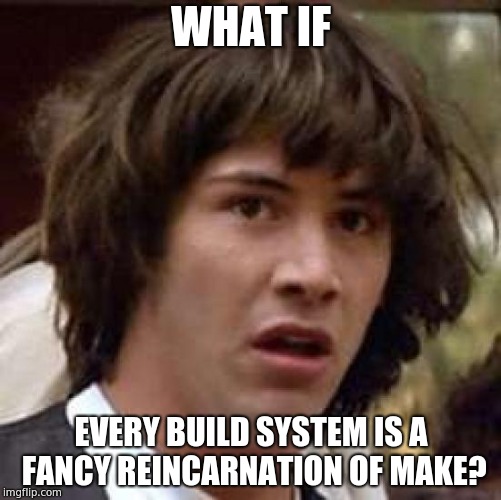 WHAT IF
EVERY BUILD SYSTEM IS A
FANCY REINCARNATION OF MAKE?
imgflip.com